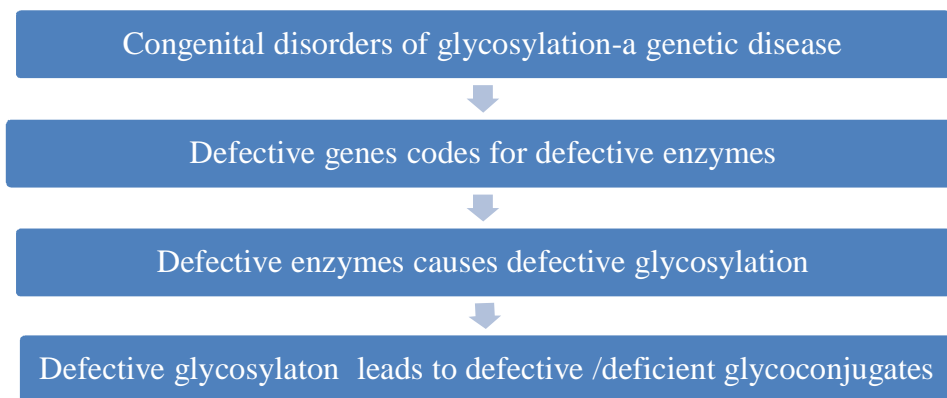 Congenital disorders of glycosylation-a genetic disease
Defective genes codes for defective enzymes
Defective enzymes causes defective glycosylation
Defective glycosylaton leads to defective /deficient glycoconjugates